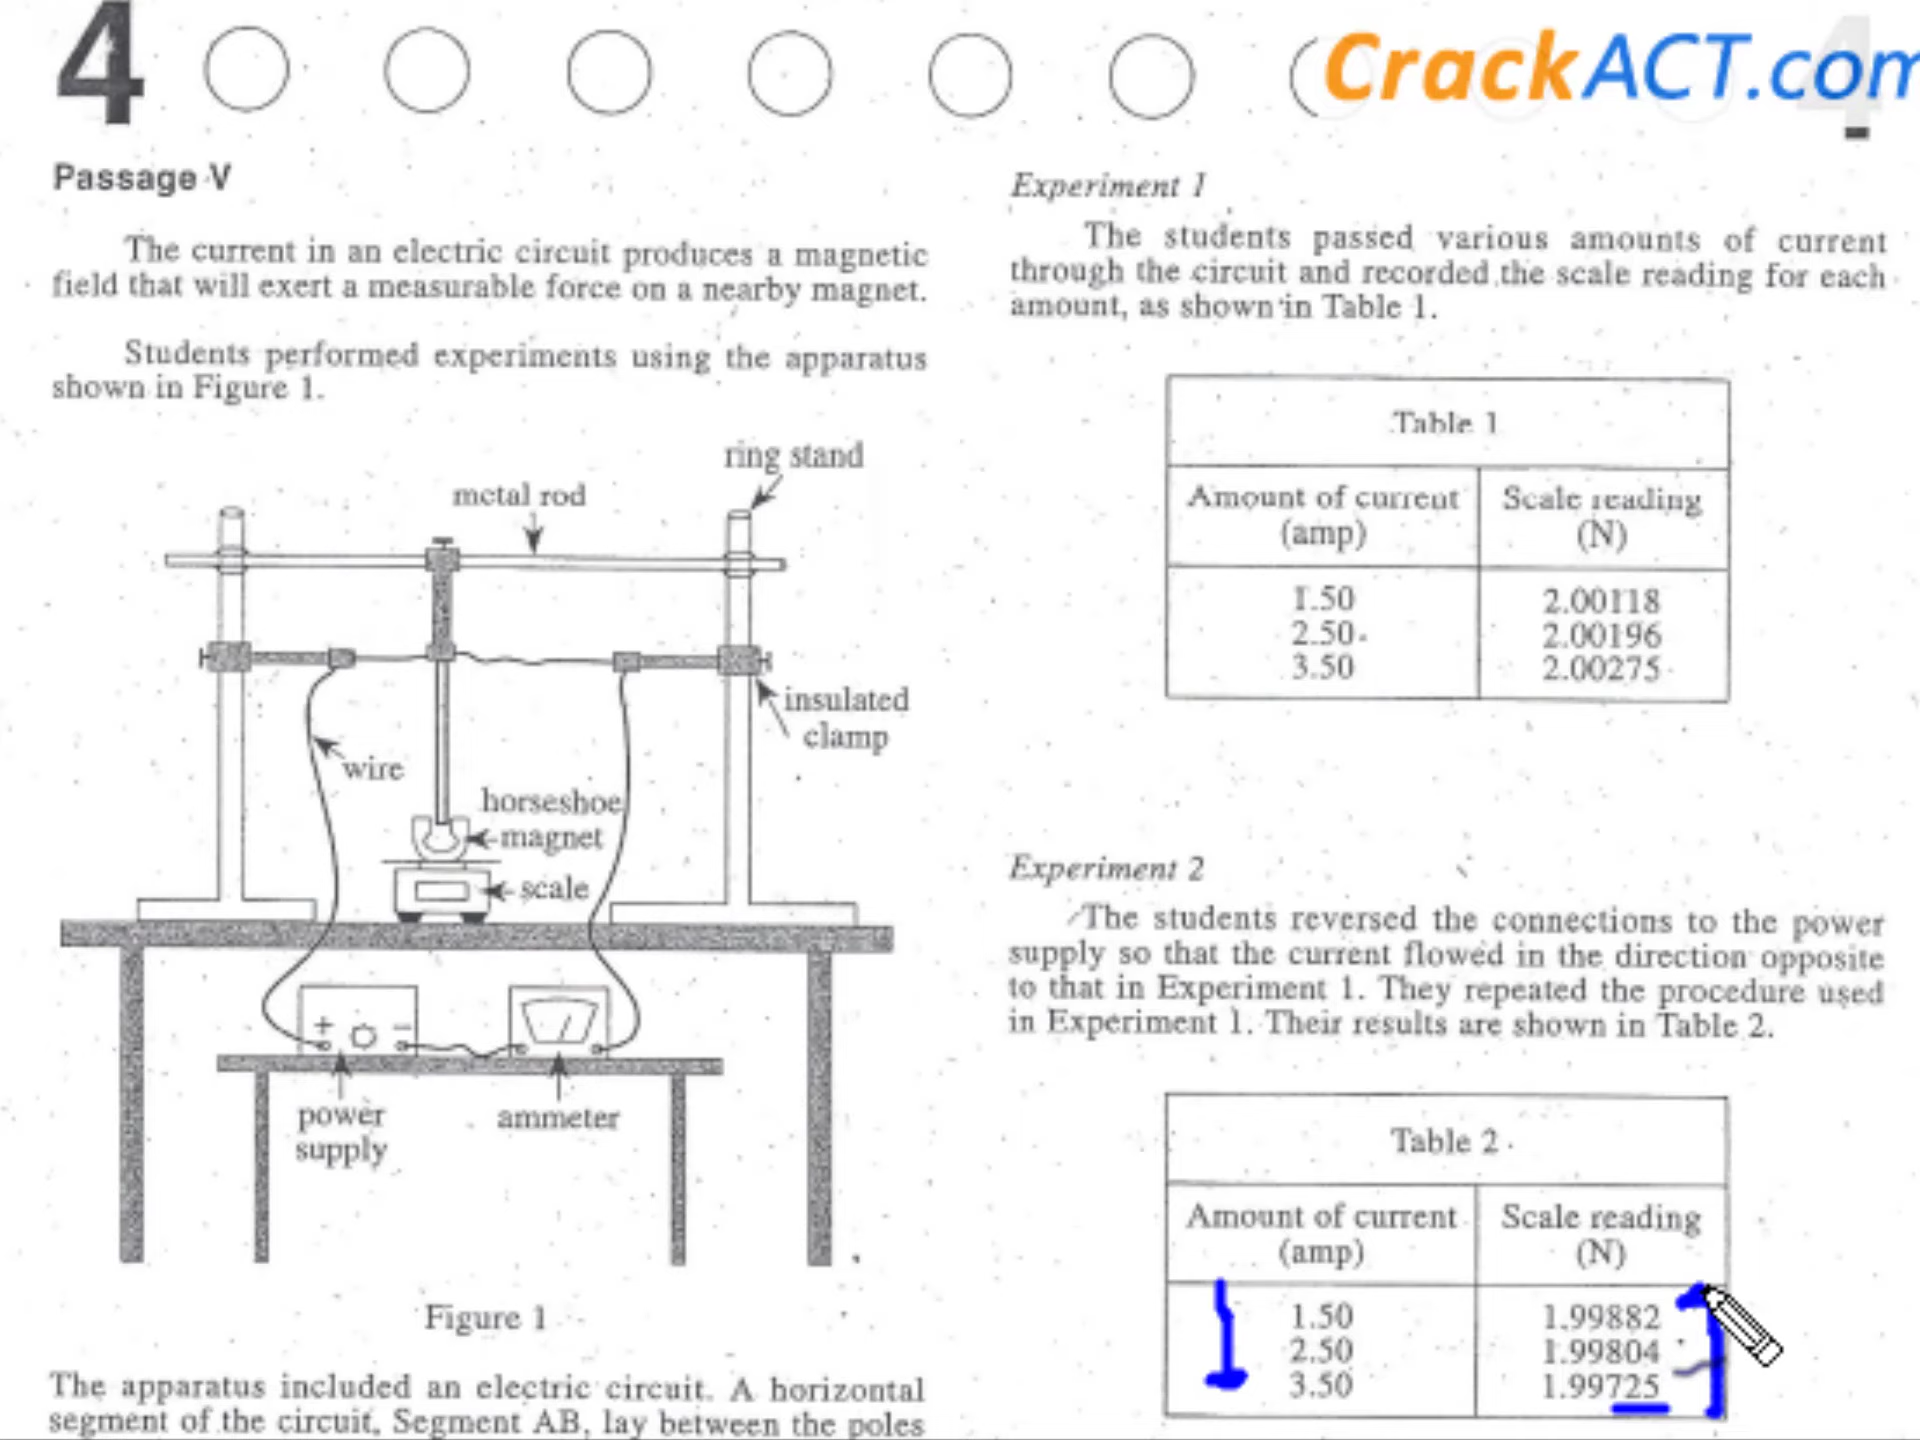 4
CrackACT.com
4
Passage V
The current in an electric circuit produces a magnetic
field that will exert a measurable force on a nearby magnet.
Students performed experiments using the apparatus
shown in Figure 1.
ring stand
metal rod
insulated
clamp
wire
horseshoe
magnet
scale
+
−
power
supply
ammeter
Figure 1
The apparatus included an electric circuit. A horizontal
segment of the circuit, Segment AB, lay between the poles
Experiment 1
The students passed various amounts of current
through the circuit and recorded the scale reading for each
amount, as shown in Table 1.
Table 1
Amount of current
(amp)
Scale reading
(N)
1.50 2.00118
2.50 2.00196
3.50 2.00275
Experiment 2
The students reversed the connections to the power
supply so that the current flowed in the direction opposite
to that in Experiment 1. They repeated the procedure used
in Experiment 1. Their results are shown in Table 2.
Table 2
Amount of current
(amp)
Scale reading
(N)
1.50 1.99882
2.50 1.99804
3.50 1.99725